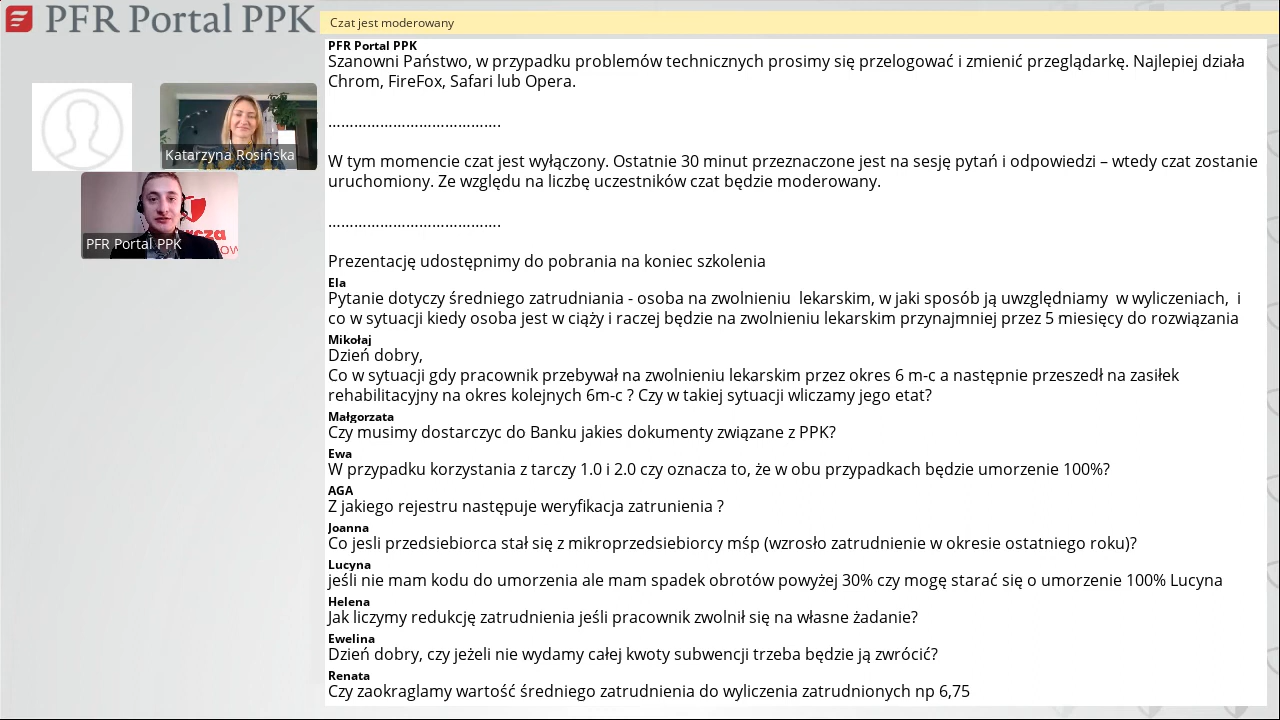 PFR Portal PPK
Czat jest moderowany
Katarzyna Rosińska
PFR Portal PPK
PFR Portal PPK
Szanowni Państwo, w przypadku problemów technicznych prosimy się przelogować i zmienić przeglądarkę. Najlepiej działa
Chrom, FireFox, Safari lub Opera.
………………………………….
W tym momencie czat jest wyłączony. Ostatnie 30 minut przeznaczone jest na sesję pytań i odpowiedzi – wtedy czat zostanie
uruchomiony. Ze względu na liczbę uczestników czat będzie moderowany.
………………………………….
Prezentację udostępnimy do pobrania na koniec szkolenia
Ela
Pytanie dotyczy średniego zatrudniania - osoba na zwolnieniu  lekarskim, w jaki sposób ją uwzględniamy  w wyliczeniach,  i
co w sytuacji kiedy osoba jest w ciąży i raczej będzie na zwolnieniu lekarskim przynajmniej przez 5 miesięcy do rozwiązania
Mikołaj
Dzień dobry,
Co w sytuacji gdy pracownik przebywał na zwolnieniu lekarskim przez okres 6 m-c a następnie przeszedł na zasiłek
rehabilitacyjny na okres kolejnych 6m-c ? Czy w takiej sytuacji wliczamy jego etat?
Małgorzata
Czy musimy dostarczyc do Banku jakies dokumenty związane z PPK?
Ewa
W przypadku korzystania z tarczy 1.0 i 2.0 czy oznacza to, że w obu przypadkach będzie umorzenie 100%?
AGA
Z jakiego rejestru następuje weryfikacja zatrunienia ?
Joanna
Co jesli przedsiebiorca stał się z mikroprzedsiebiorcy mśp (wzrosło zatrudnienie w okresie ostatniego roku)?
Lucyna
jeśli nie mam kodu do umorzenia ale mam spadek obrotów powyżej 30% czy mogę starać się o umorzenie 100% Lucyna
Helena
Jak liczymy redukcję zatrudnienia jeśli pracownik zwolnił się na własne żadanie?
Ewelina
Dzień dobry, czy jeżeli nie wydamy całej kwoty subwencji trzeba będzie ją zwrócić?
Renata
Czy zaokraglamy wartość średniego zatrudnienia do wyliczenia zatrudnionych np 6,75